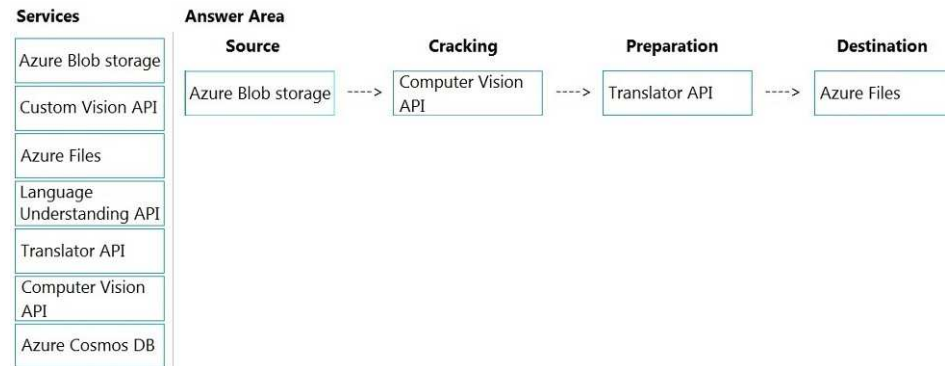 Services
Answer Area
Source
Cracking
Preparation
Destination
Azure Blob storage
Custom Vision API
Azure Files
Language
Understanding API
Translator API
Computer Vision
API
Azure Cosmos DB
Azure Blob storage
---->
Computer Vision
API
---->
Translator API
---->
Azure Files